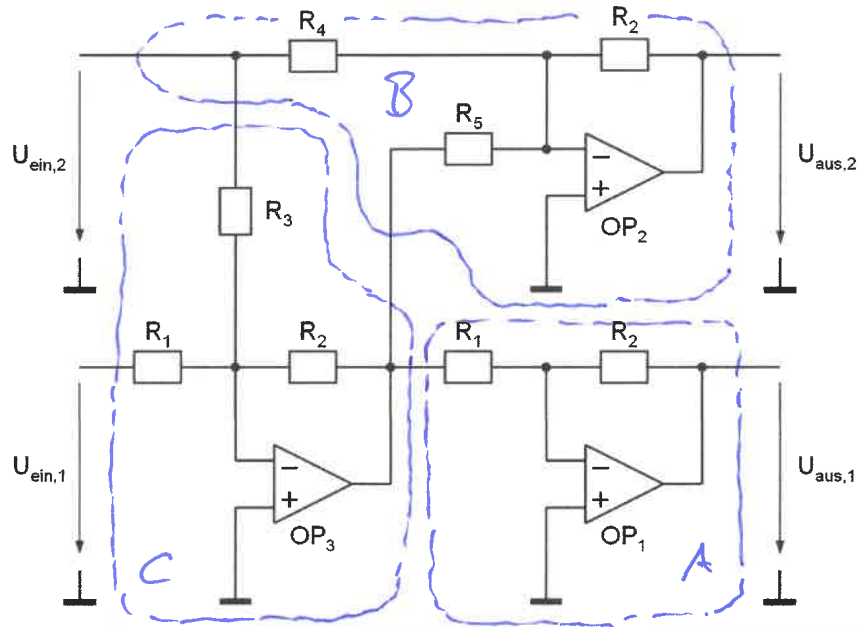 R4 R2
B
R5
Uein,2 − Uaus,2
+
R3 OP2
R1 R2 R1 R2
Uein,1 − − Uaus,1
+ +
OP3 OP1
C A